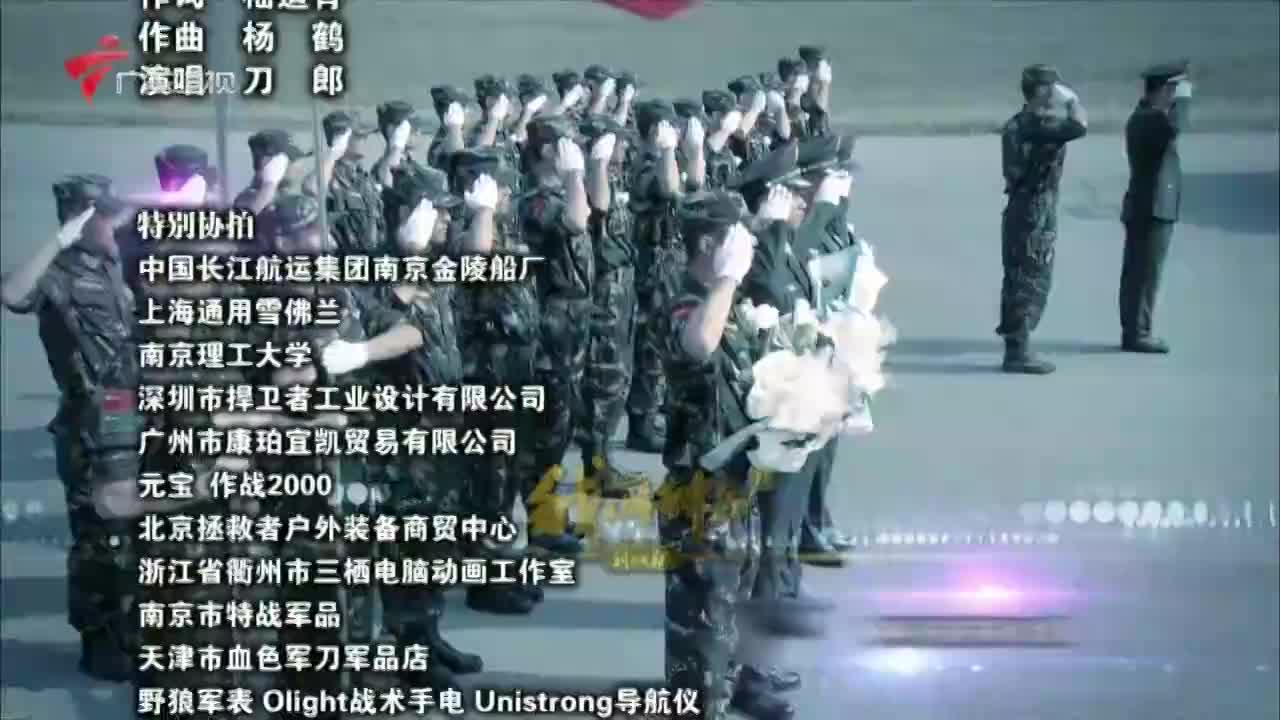 作曲 杨 鹤
演唱 刀 郎
特别协拍
中国长江航运集团南京金陵船厂
上海通用雪佛兰
南京理工大学
深圳市捍卫者工业设计有限公司
广州市康珀宜凯贸易有限公司
元宝 作战2000
北京拯救者户外装备商贸中心
浙江省衢州市三栖电脑动画工作室
南京市特战军品
天津市血色军刀军品店
野狼军表 Olight战术手电 Unistrong导航仪